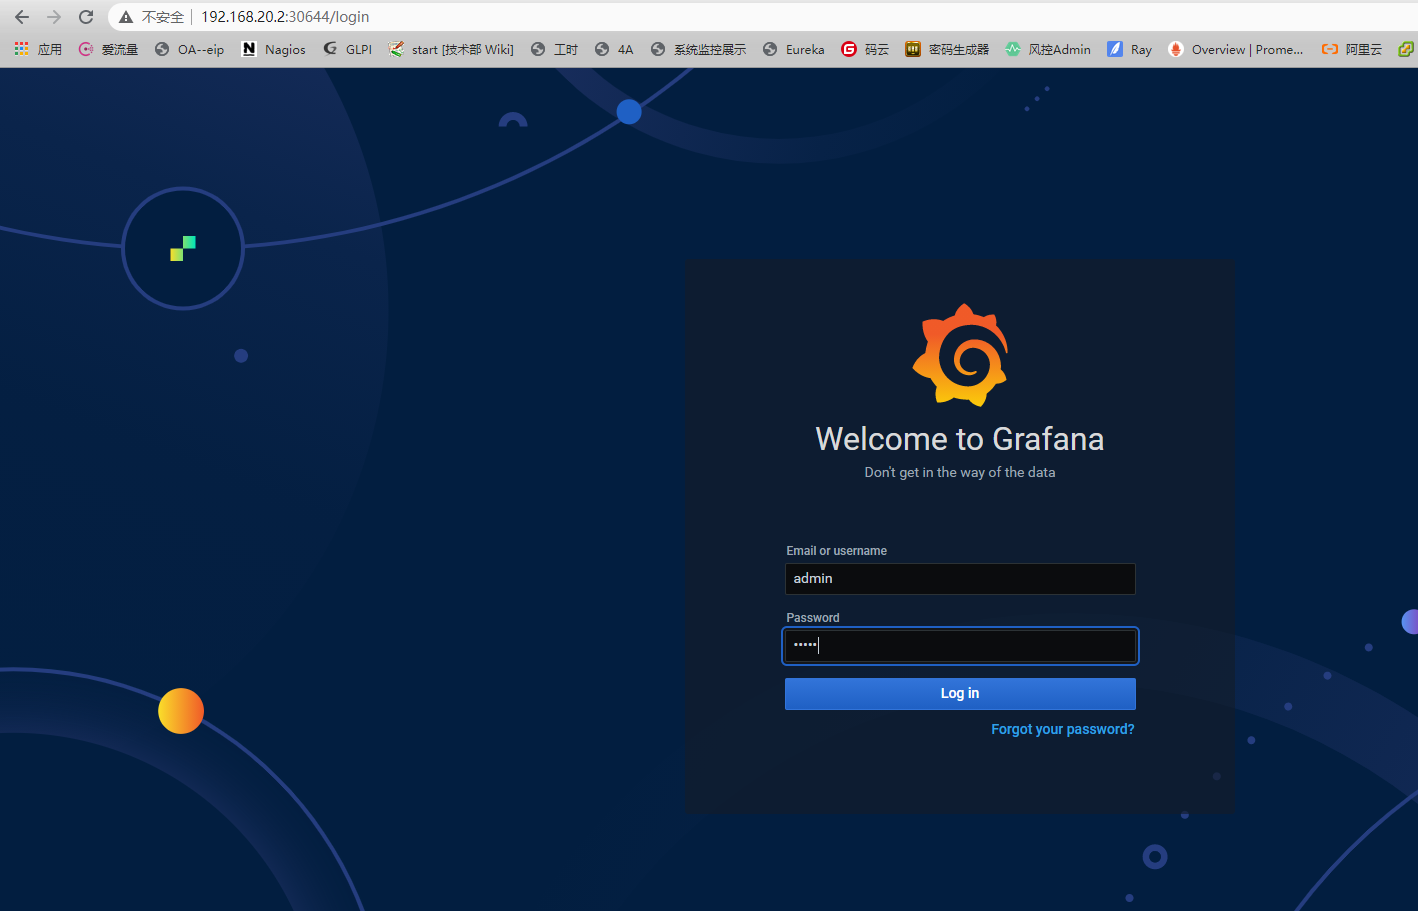 不安全 192.168.20.2:30644/login
应用 爱流量 OA--eip Nagios GLPI start [技术部 Wiki] 工时 4A 系统监控展示 Eureka 码云 密码生成器 风控Admin Ray Overview | Prome... 阿里云
Welcome to Grafana
Don't get in the way of the data
Email or username
admin
Password
•••••
Log in
Forgot your password?